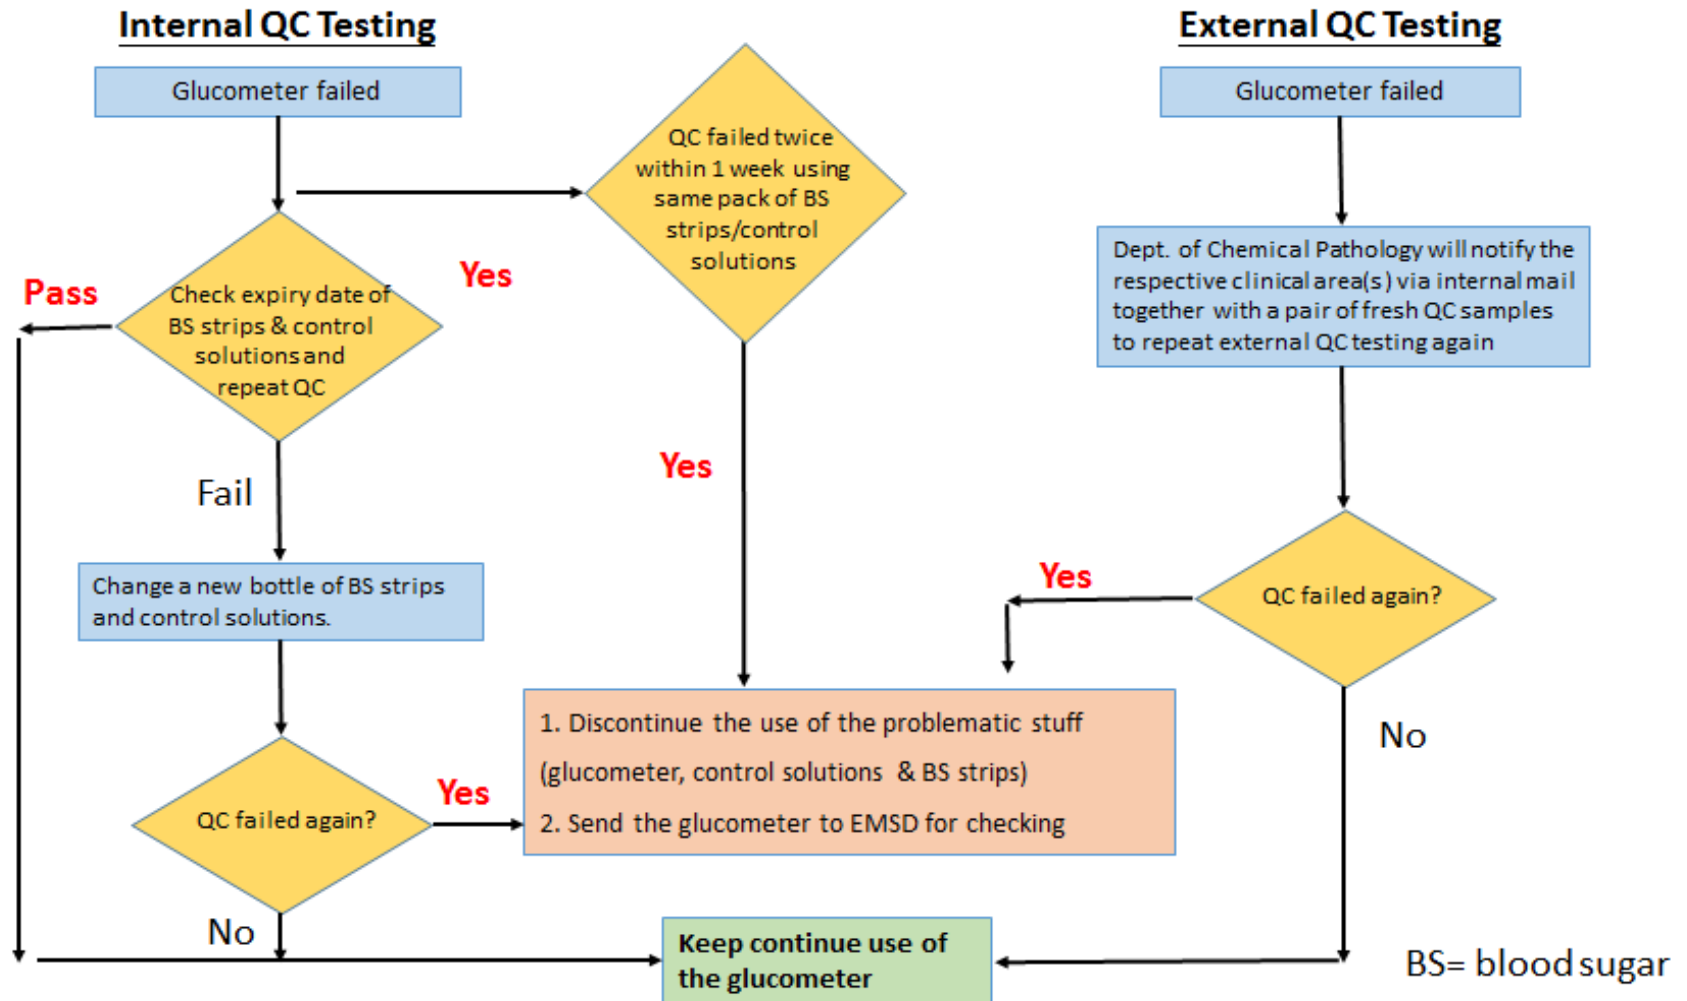 Internal QC Testing
Glucometer failed
Check expiry date of
BS strips & control
solutions and
repeat QC
Pass
Fail
Change a new bottle of BS strips
and control solutions.
QC failed again?
Yes
No
Yes
QC failed twice
within 1 week using
same pack of BS
strips/control
solutions
Yes
1. Discontinue the use of the problematic stuff
(glucometer, control solutions & BS strips)
2. Send the glucometer to EMSD for checking
Keep continue use of
the glucometer
External QC Testing
Glucometer failed
Dept. of Chemical Pathology will notify the
respective clinical area(s) via internal mail
together with a pair of fresh QC samples
to repeat external QC testing again
QC failed again?
Yes
No
BS= blood sugar